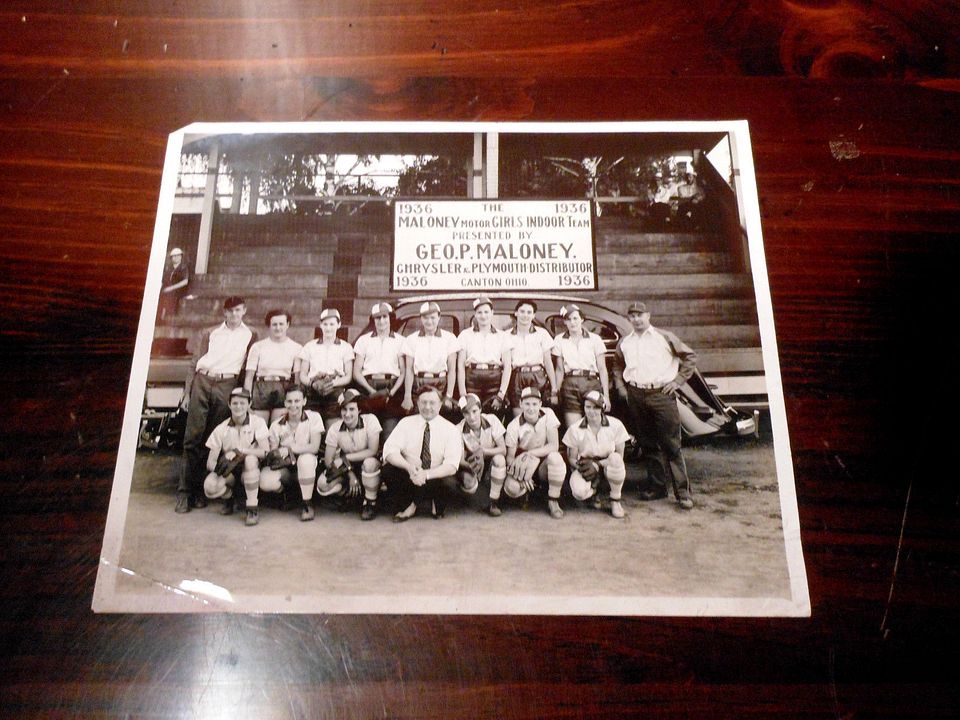 1936 THE 1936
MALONEY MOTOR GIRLS INDOOR TEAM
PRESENTED BY
GEO.P.MALONEY.
CHRYSLER & PLYMOUTH DISTRIBUTOR
1936 CANTON OHIO. 1936